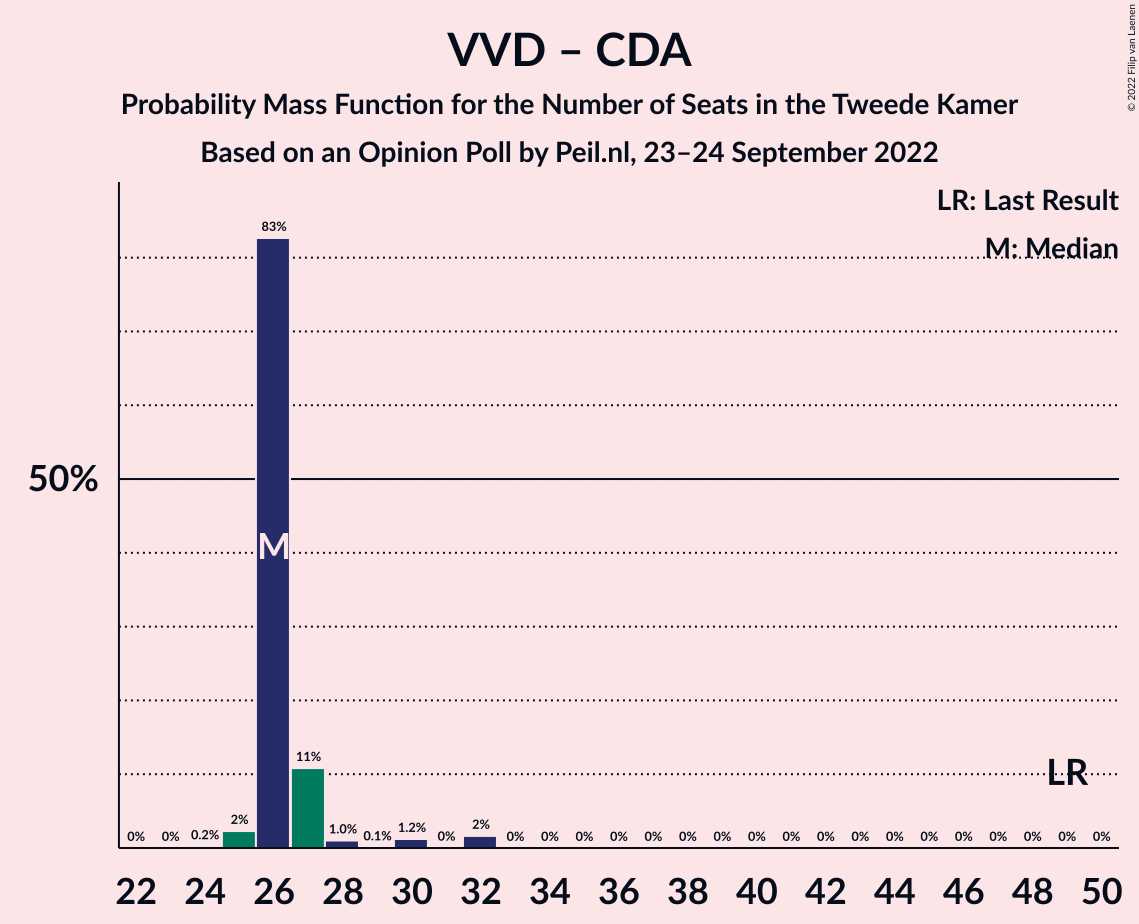 VVD – CDA
Probability Mass Function for the Number of Seats in the Tweede Kamer
Based on an Opinion Poll by Peil.nl, 23–24 September 2022
© 2022 Filip van Laenen
LR: Last Result
M: Median
50%
83%
M
11%
LR
0% 0% 0.2% 2% 1.0% 0.1% 1.2% 0% 2% 0% 0% 0% 0% 0% 0% 0% 0% 0% 0% 0% 0% 0% 0% 0% 0% 0% 0%
22 24 26 28 30 32 34 36 38 40 42 44 46 48 50